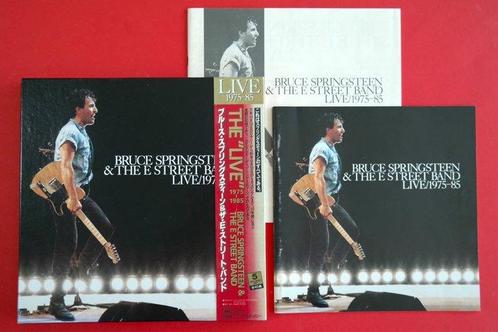 BRUCE SPRINGSTEEN
& THE E STREET BAND
LIVE/197
LIVE
1975-85
THE "LIVE"
1975
1985
BRUCE SPRINGSTEEN &
THE E STREET BAND
ブルース・スプリングスティーン&ザ・E・ストリート・バンド
BRUCE SPRINGSTEEN
& THE E STREET BAND
LIVE/1975-85
BRUCE SPRINGSTEEN
& THE E STREET BAND
LIVE/1975-85